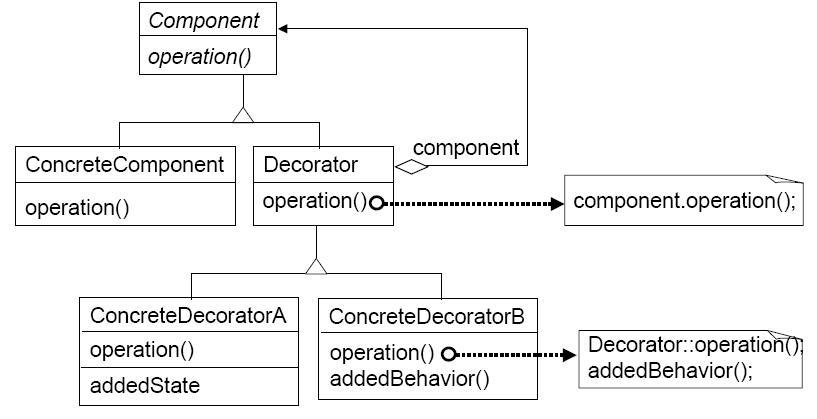 Component
operation()
component
ConcreteComponent
operation()
Decorator
operation()
component.operation();
ConcreteDecoratorA
operation()
addedState
ConcreteDecoratorB
operation()
addedBehavior()
Decorator::operation();
addedBehavior();